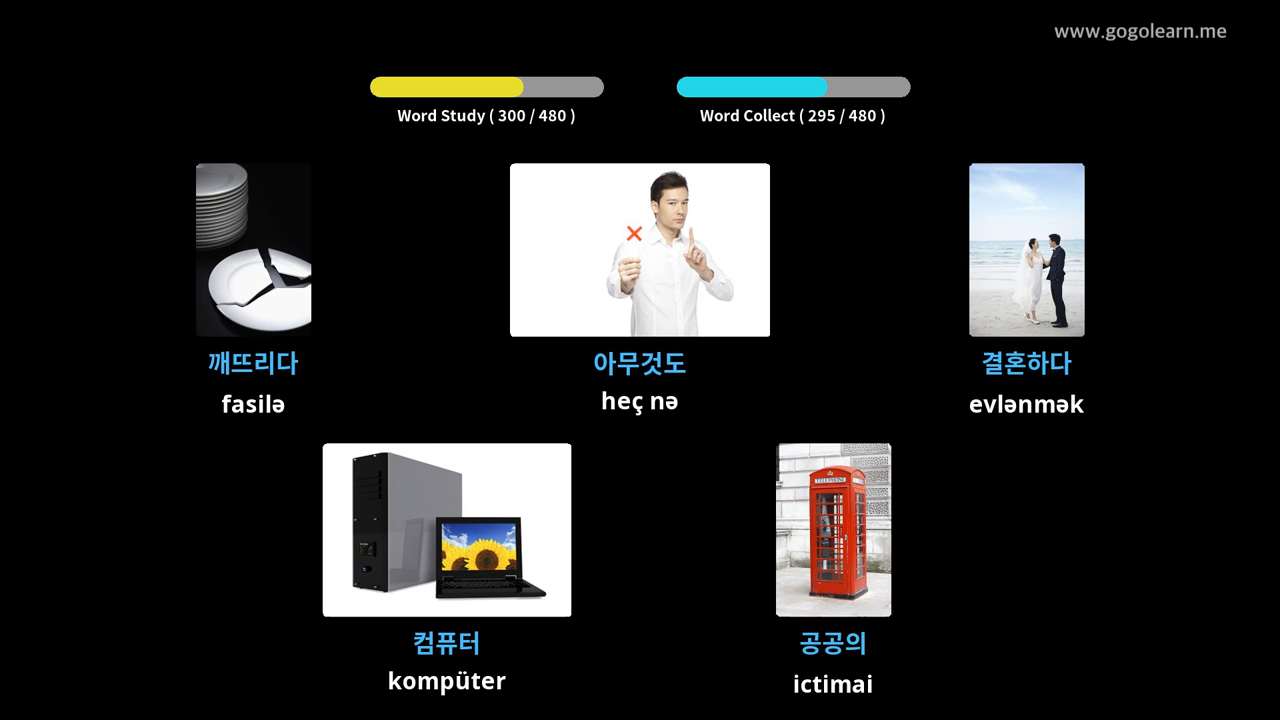 www.gogolearn.me
Word Study ( 300 / 480 )
Word Collect ( 295 / 480 )
깨뜨리다
fasilə
아무것도
heç nə
결혼하다
evlənmək
컴퓨터
kompüter
공공의
ictimai
TELEPHONE